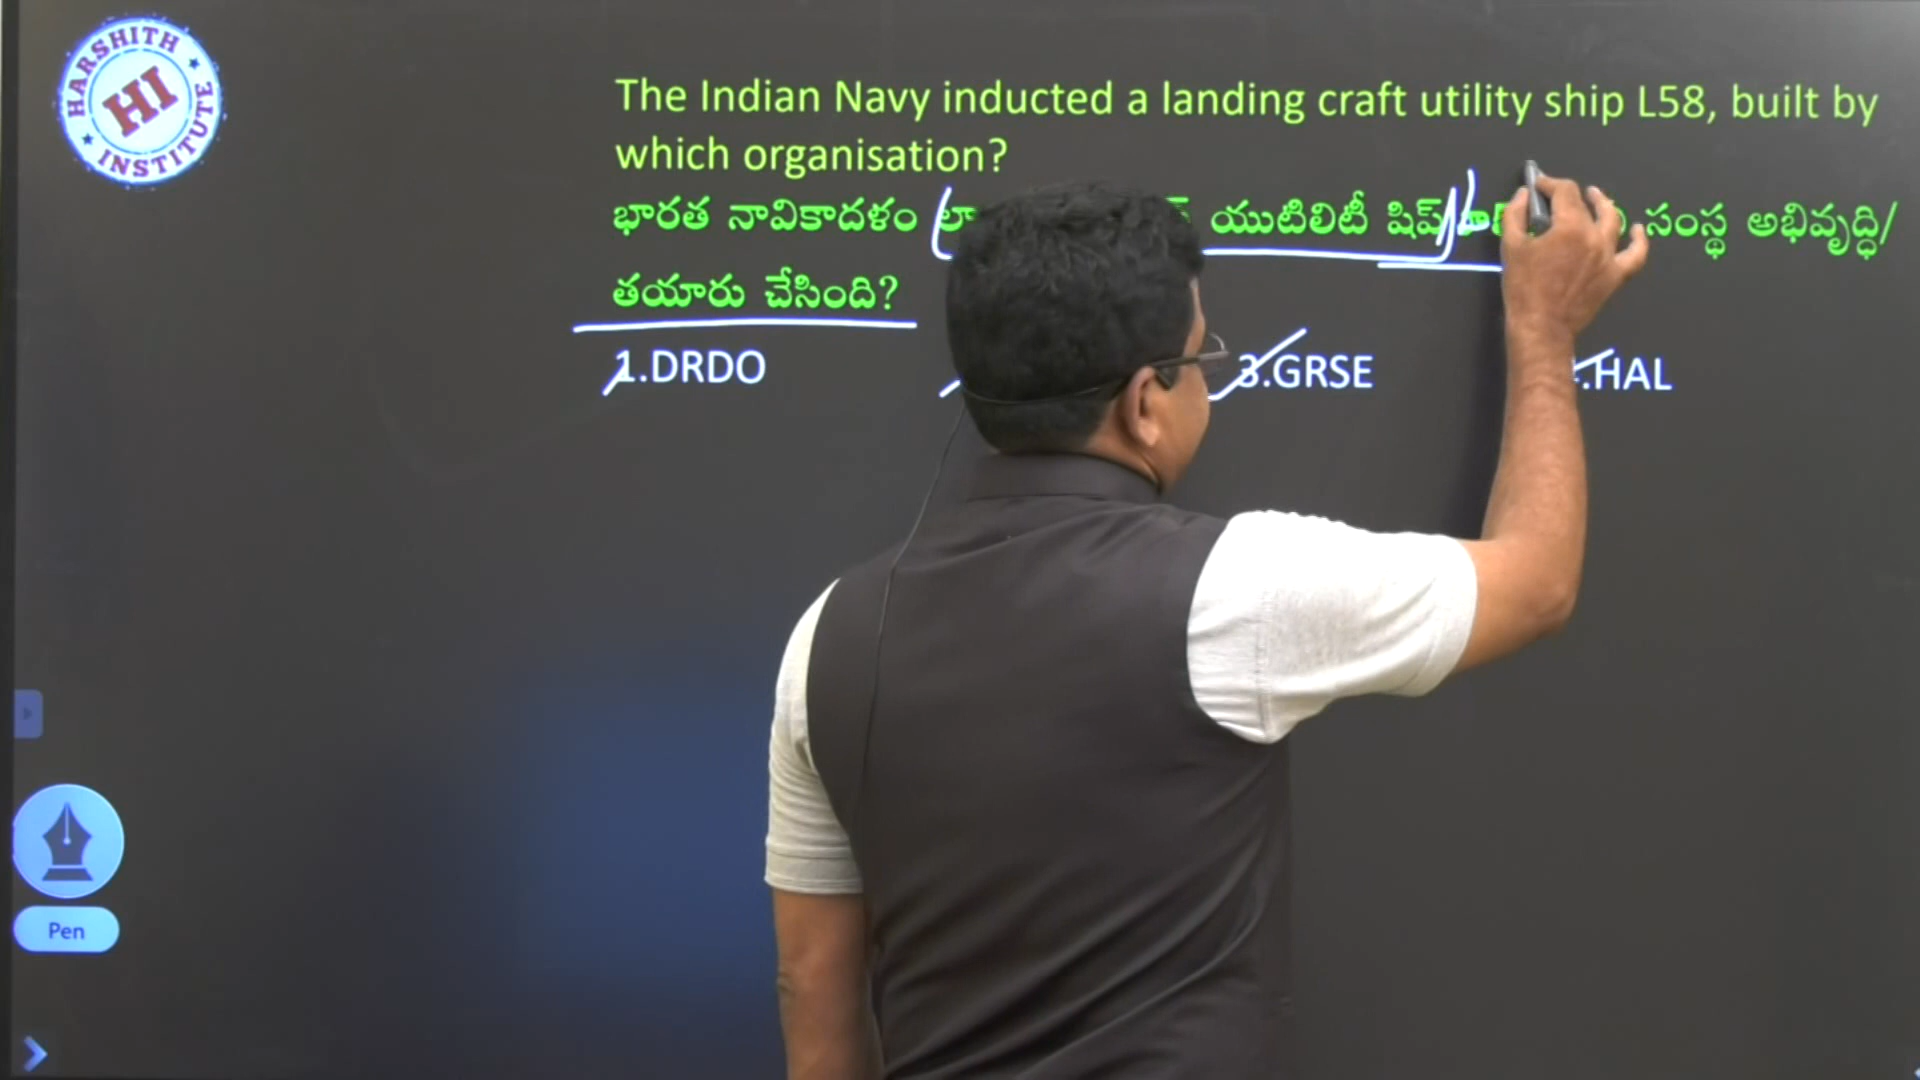 HARSHITH
HI
INSTITUTE
The Indian Navy inducted a landing craft utility ship L58, built by
which organisation?
భారత నావికాదళం యుటిలిటీ షిప్ సంస్థ అభివృద్ధి/
తయారు చేసింది?
1.DRDO 3.GRSE .HAL
Pen